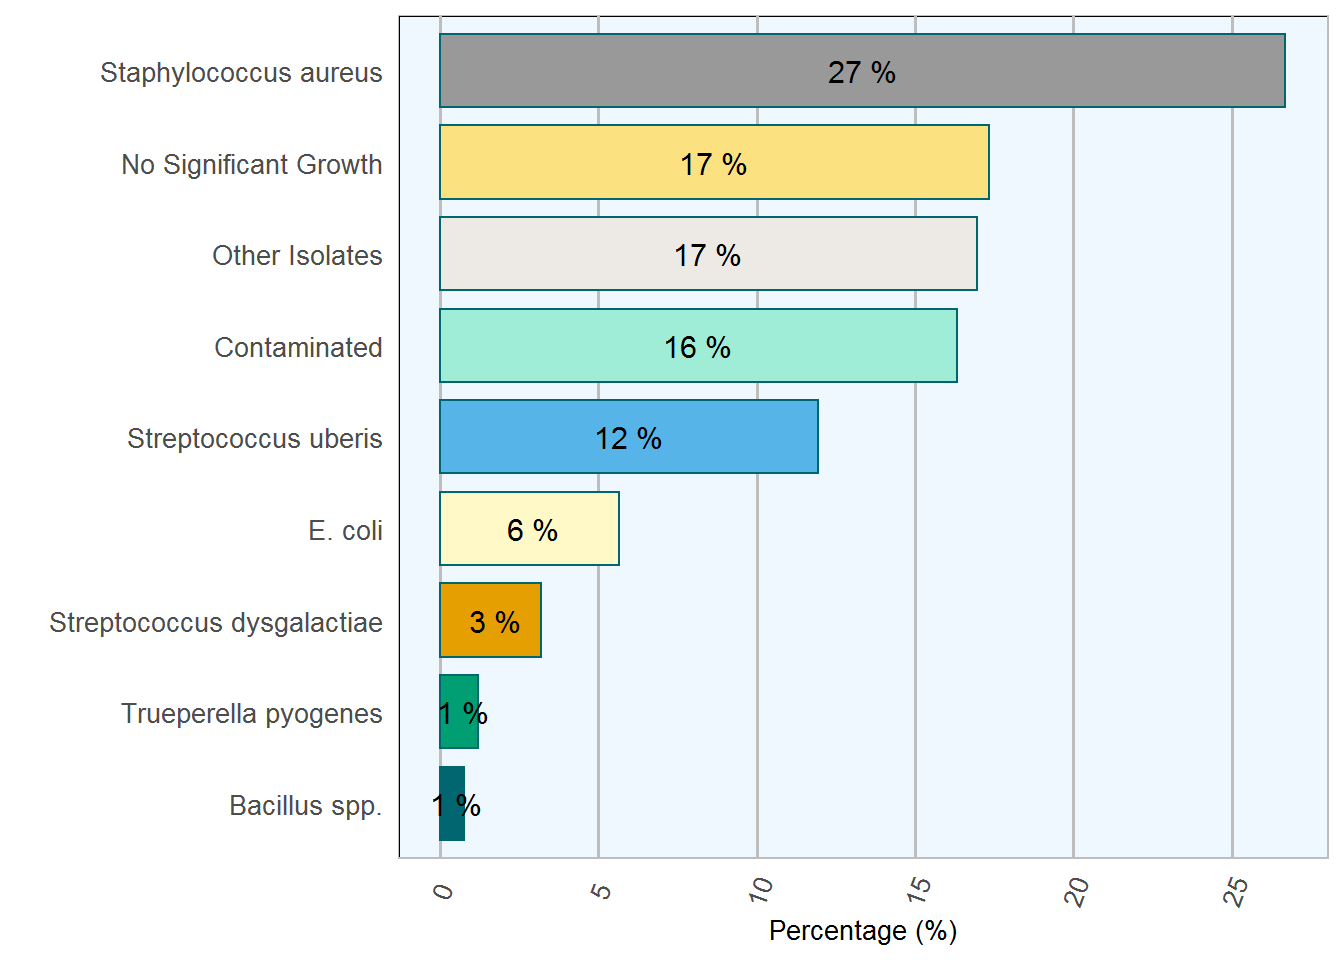 Staphylococcus aureus
27 %
No Significant Growth
17 %
Other Isolates
17 %
Contaminated
16 %
Streptococcus uberis
12 %
E. coli
6 %
Streptococcus dysgalactiae
3 %
Trueperella pyogenes
1 %
Bacillus spp.
1 %
0 5 10 15 20 25
Percentage (%)